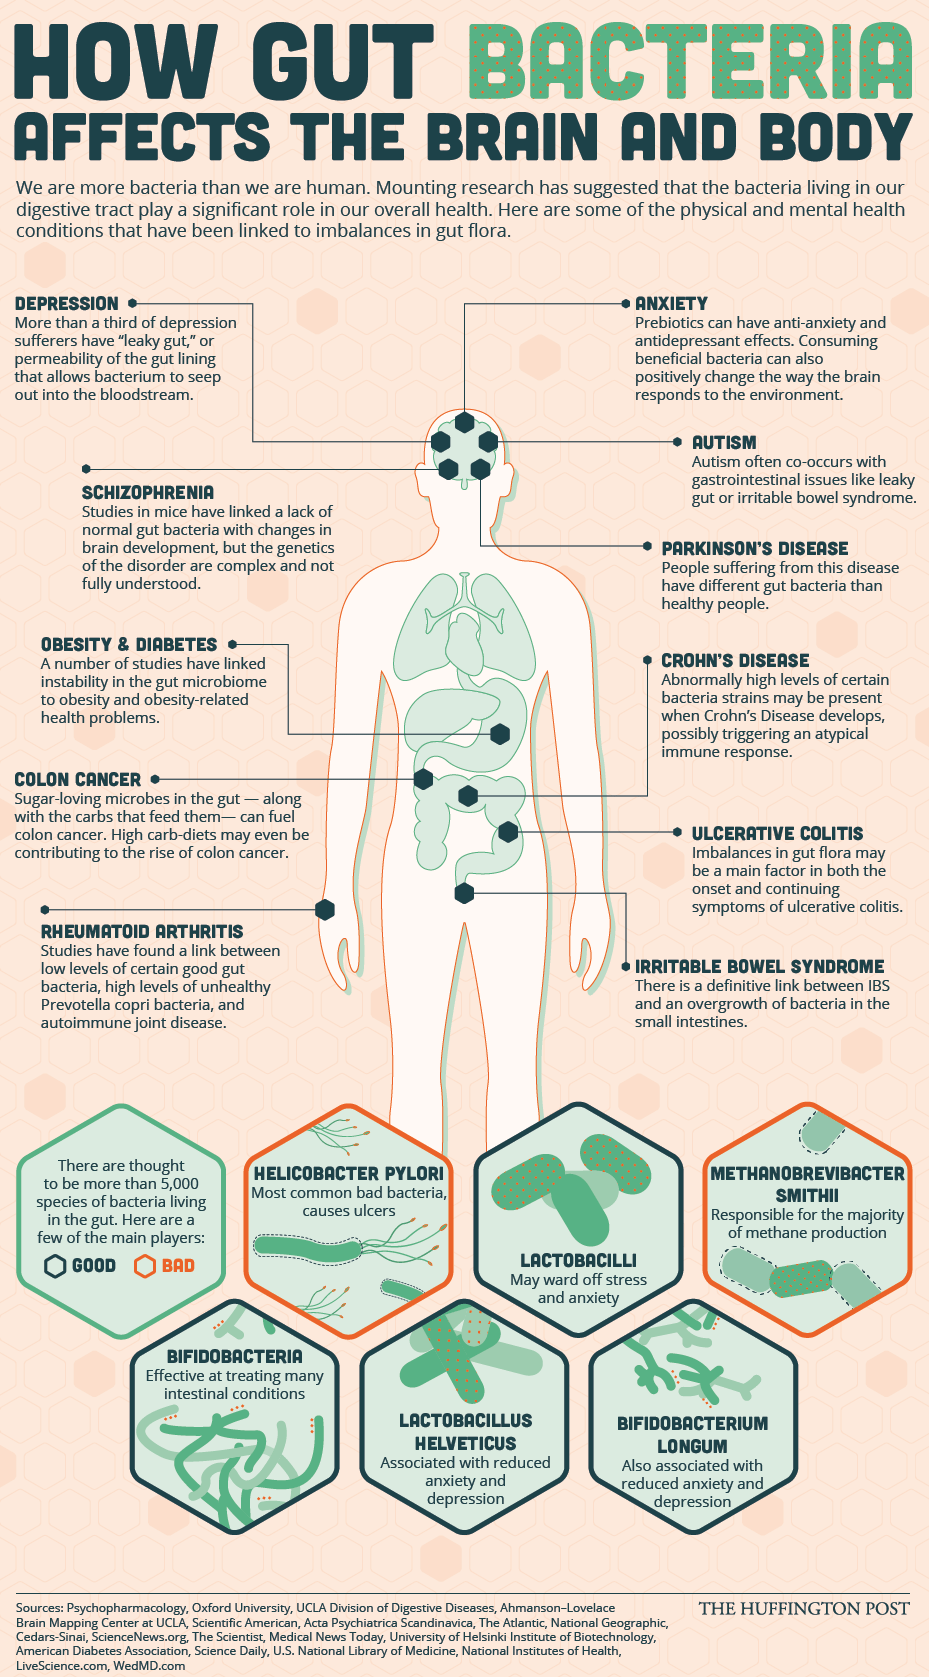 HOW GUT BACTERIA
AFFECTS THE BRAIN AND BODY
We are more bacteria than we are human. Mounting research has suggested that the bacteria living in our
digestive tract play a significant role in our overall health. Here are some of the physical and mental health
conditions that have been linked to imbalances in gut flora.
DEPRESSION
More than a third of depression
sufferers have “leaky gut,” or
permeability of the gut lining
that allows bacterium to seep
out into the bloodstream.
ANXIETY
Prebiotics can have anti-anxiety and
antidepressant effects. Consuming
beneficial bacteria can also
positively change the way the brain
responds to the environment.
AUTISM
Autism often co-occurs with
gastrointestinal issues like leaky
gut or irritable bowel syndrome.
SCHIZOPHRENIA
Studies in mice have linked a lack of
normal gut bacteria with changes in
brain development, but the genetics
of the disorder are complex and not
fully understood.
PARKINSON’S DISEASE
People suffering from this disease
have different gut bacteria than
healthy people.
OBESITY & DIABETES
A number of studies have linked
instability in the gut microbiome
to obesity and obesity-related
health problems.
CROHN’S DISEASE
Abnormally high levels of certain
bacteria strains may be present
when Crohn’s Disease develops,
possibly triggering an atypical
immune response.
COLON CANCER
Sugar-loving microbes in the gut — along
with the carbs that feed them— can fuel
colon cancer. High carb-diets may even be
contributing to the rise of colon cancer.
ULCERATIVE COLITIS
Imbalances in gut flora may
be a main factor in both the
onset and continuing
symptoms of ulcerative colitis.
RHEUMATOID ARTHRITIS
Studies have found a link between
low levels of certain good gut
bacteria, high levels of unhealthy
Prevotella copri bacteria, and
autoimmune joint disease.
IRRITABLE BOWEL SYNDROME
There is a definitive link between IBS
and an overgrowth of bacteria in the
small intestines.
There are thought
to be more than 5,000
species of bacteria living
in the gut. Here are a
few of the main players:
GOOD BAD
HELICOBACTER PYLORI
Most common bad bacteria,
causes ulcers
LACTOBACILLI
May ward off stress
and anxiety
METHANOBREVIBACTER
SMITHII
Responsible for the majority
of methane production
BIFIDOBACTERIA
Effective at treating many
intestinal conditions
LACTOBACILLUS
HELVETICUS
Associated with reduced
anxiety and
depression
BIFIDOBACTERIUM
LONGUM
Also associated with
reduced anxiety and
depression
Sources: Psychopharmacology, Oxford University, UCLA Division of Digestive Diseases, Ahmanson–Lovelace
Brain Mapping Center at UCLA, Scientific American, Acta Psychiatrica Scandinavica, The Atlantic, National Geographic,
Cedars-Sinai, ScienceNews.org, The Scientist, Medical News Today, University of Helsinki Institute of Biotechnology,
American Diabetes Association, Science Daily, U.S. National Library of Medicine, National Institutes of Health,
LiveScience.com, WedMD.com
THE HUFFINGTON POST